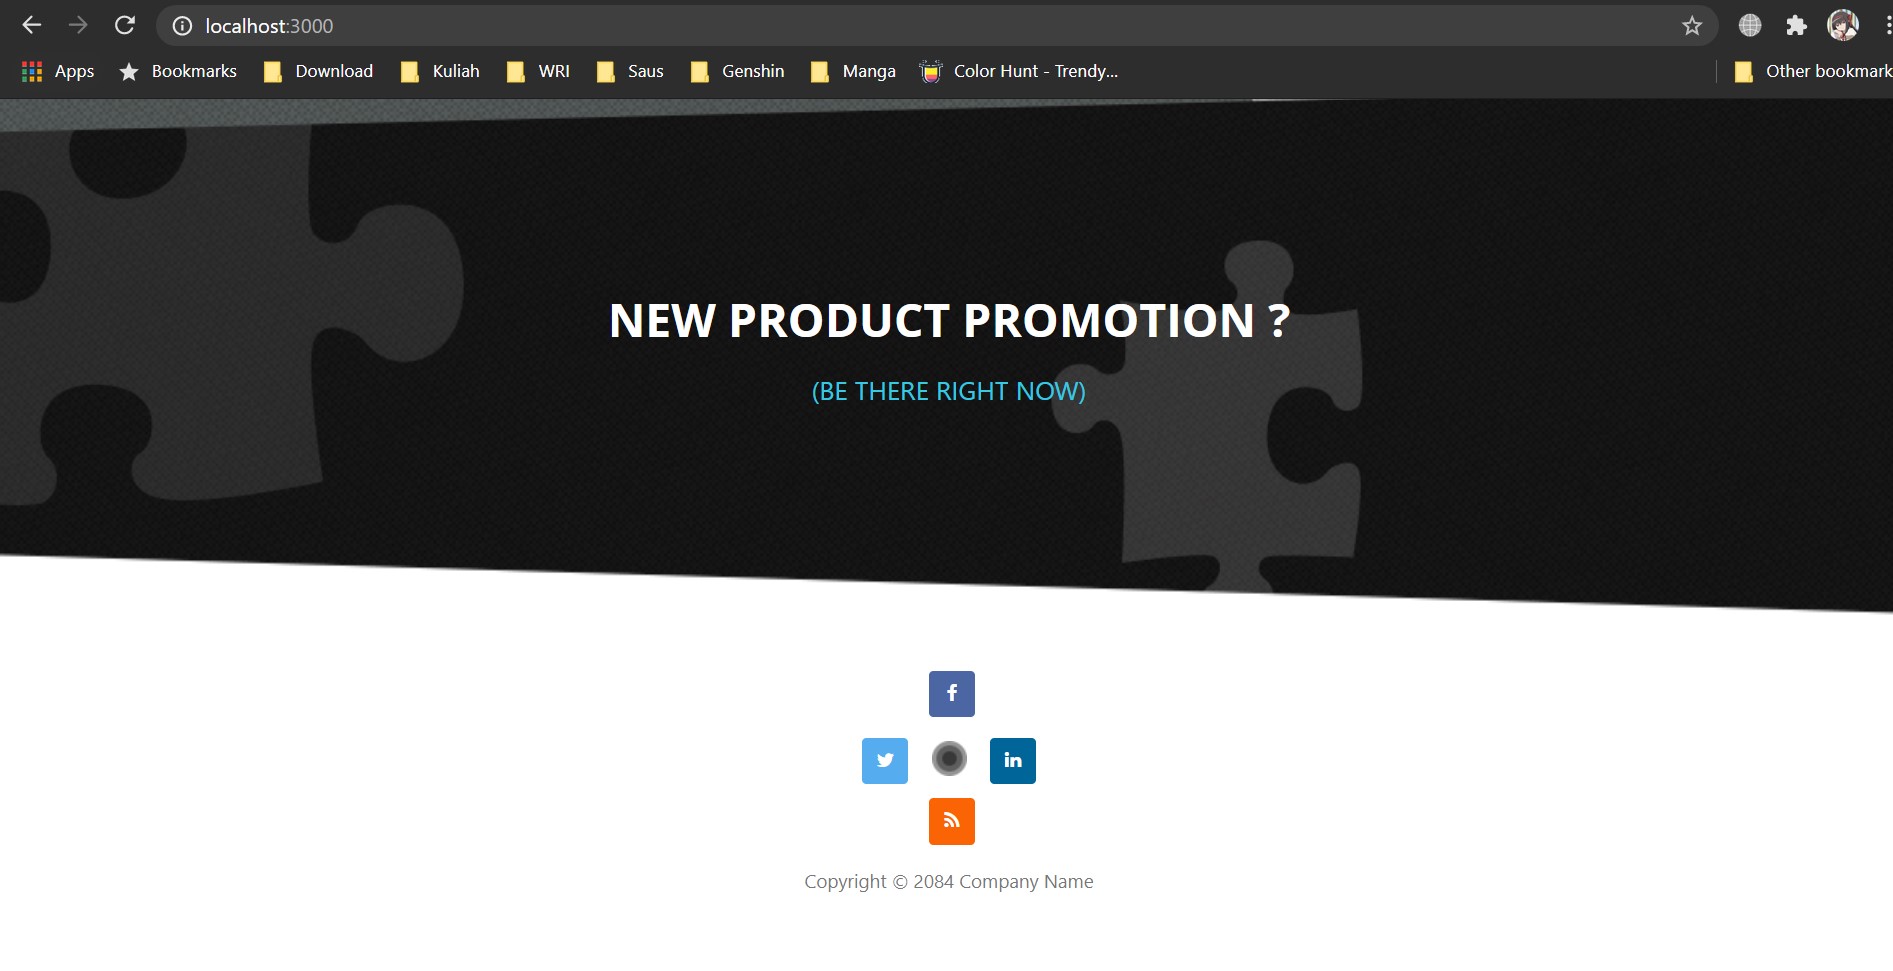 localhost:3000
Apps Bookmarks Download Kuliah WRI Saus Genshin Manga Color Hunt - Trendy... Other bookmark
NEW PRODUCT PROMOTION ?
(BE THERE RIGHT NOW)
f
in
Copyright © 2084 Company Name